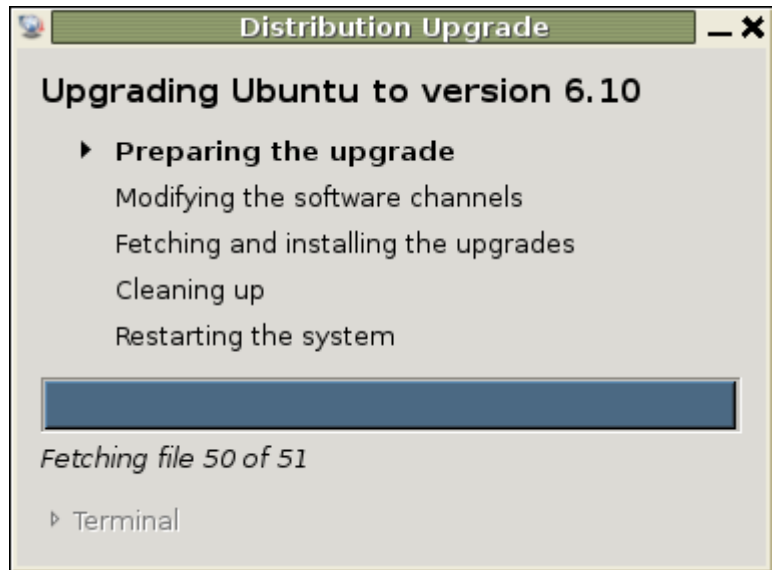 Distribution Upgrade
Upgrading Ubuntu to version 6.10
Preparing the upgrade
Modifying the software channels
Fetching and installing the upgrades
Cleaning up
Restarting the system
Fetching file 50 of 51
Terminal